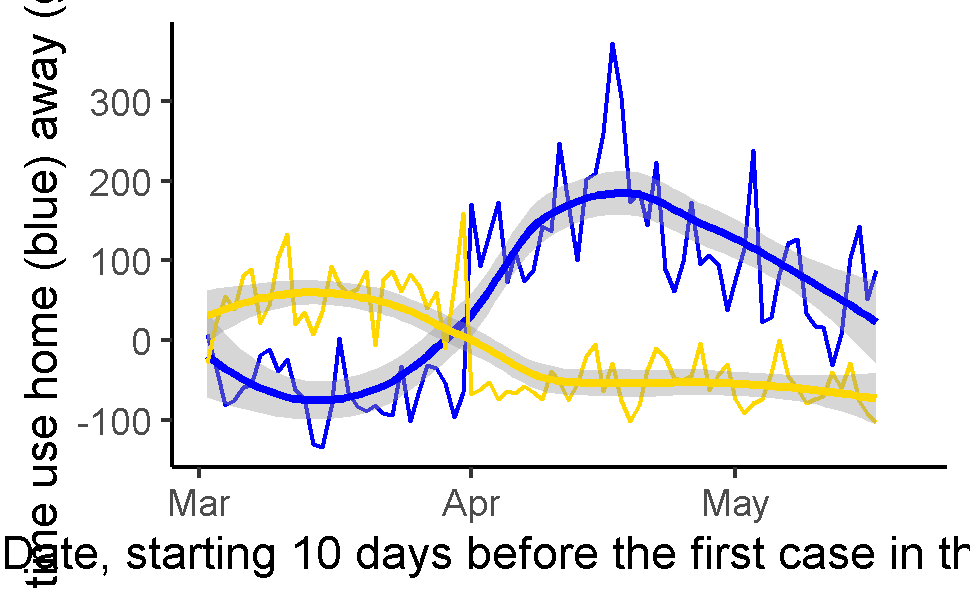 time use home (blue) away (
300
200
100
0
-100
Mar Apr May
Date, starting 10 days before the first case in th